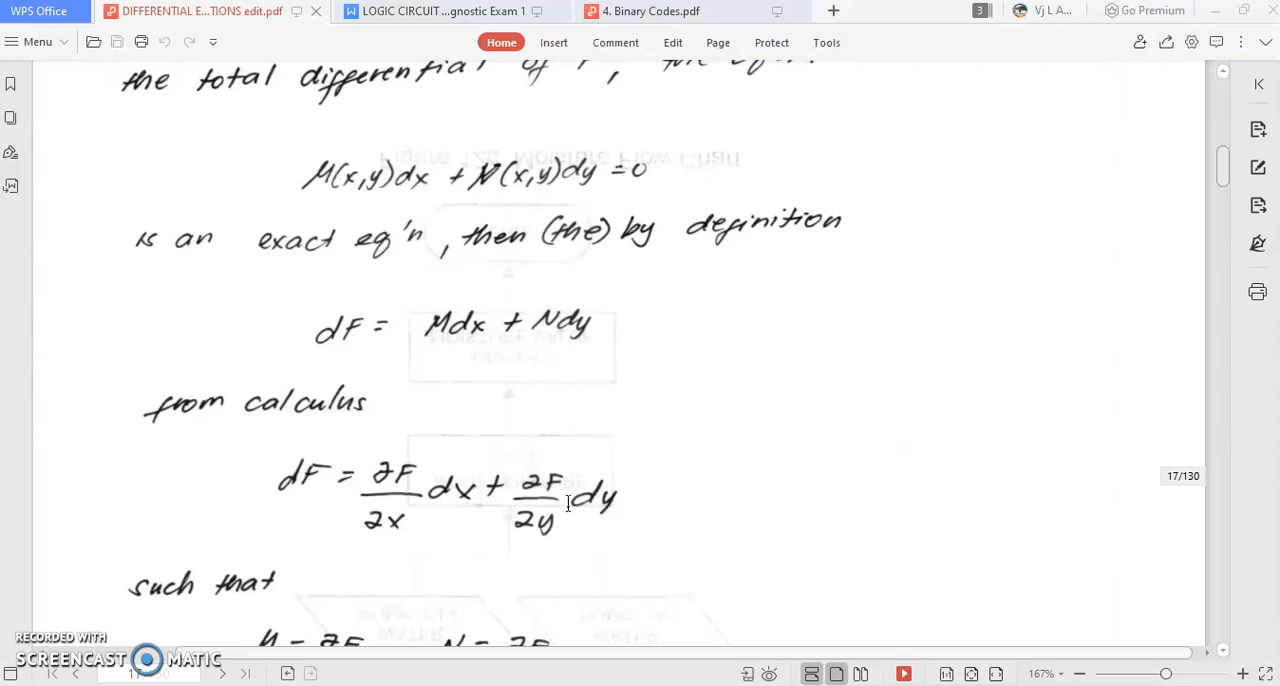 WPS Office
DIFFERENTIAL E...TIONS edit.pdf
LOGIC CIRCUIT ...gnostic Exam 1
4. Binary Codes.pdf
3
Vj L A...
Go Premium
Menu
Home
Insert
Comment
Edit
Page
Protect
Tools
the total differential of F, the eq'n.
M(x,y)dx + N(x,y)dy = 0
is an exact eq'n, then (the) by definition
dF = Mdx + Ndy
from calculus
dF = ∂F/∂x dx + ∂F/∂y dy
17/130
such that
M = ∂F N = ∂F
RECORDED WITH
SCREENCAST MATIC
17/130
167%